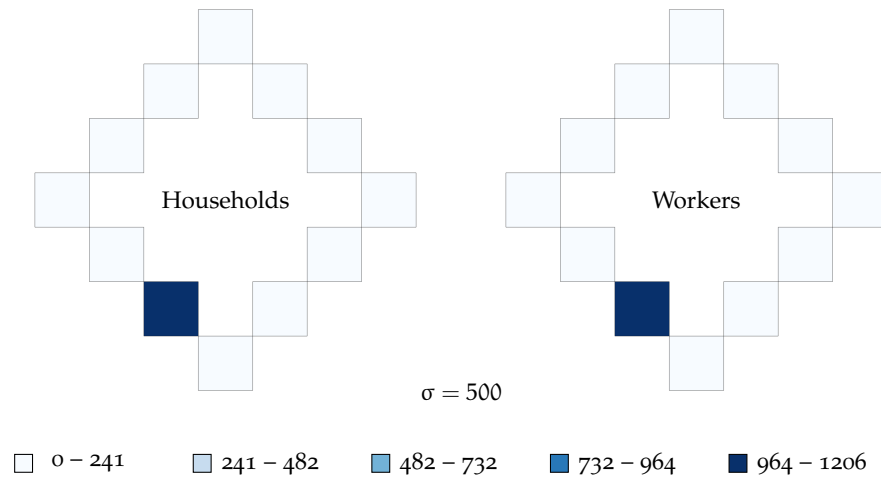 Households Workers
σ = 500
0 – 241 241 – 482 482 – 732 732 – 964 964 – 1206